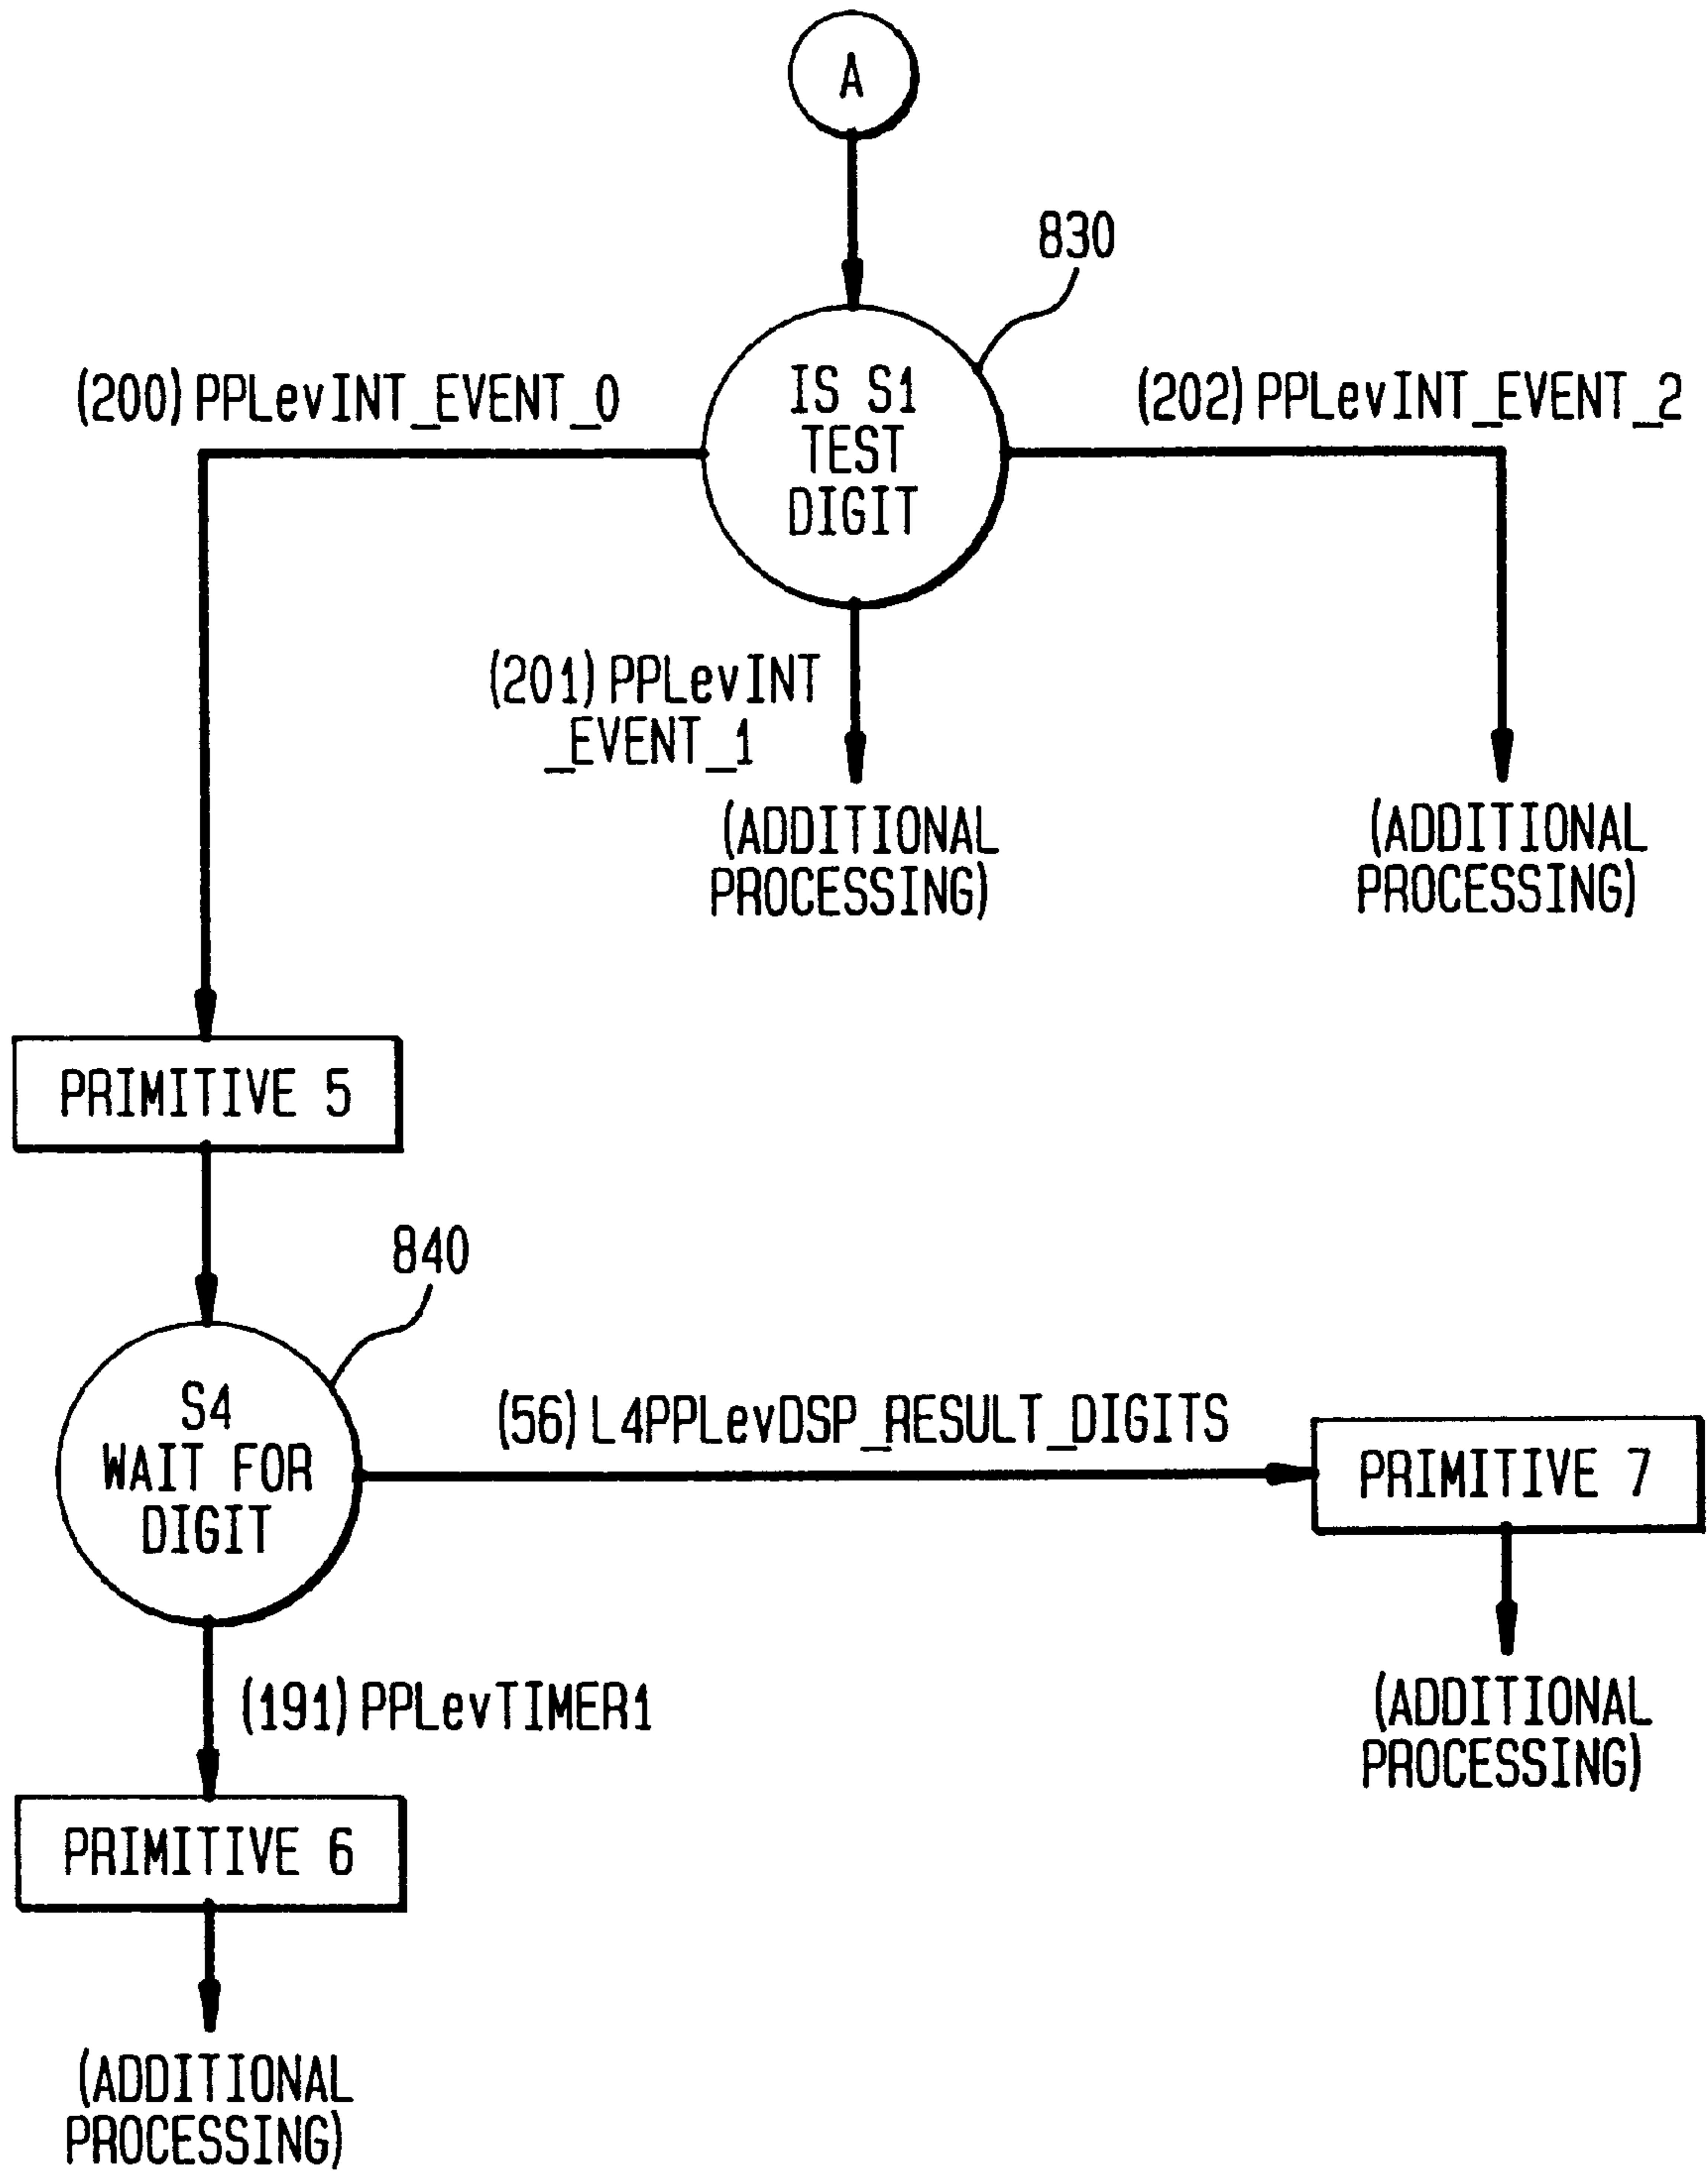 A
830
(200) PPLevINT_EVENT_0
IS S1
TEST
DIGIT
(202) PPLevINT_EVENT_2
(201) PPLevINT
_EVENT_1
(ADDITIONAL
PROCESSING)
(ADDITIONAL
PROCESSING)
PRIMITIVE 5
840
S4
WAIT FOR
DIGIT
(56) L4PPLevDSP_RESULT_DIGITS
PRIMITIVE 7
(191) PPLevTIMER1
(ADDITIONAL
PROCESSING)
PRIMITIVE 6
(ADDITIONAL
PROCESSING)